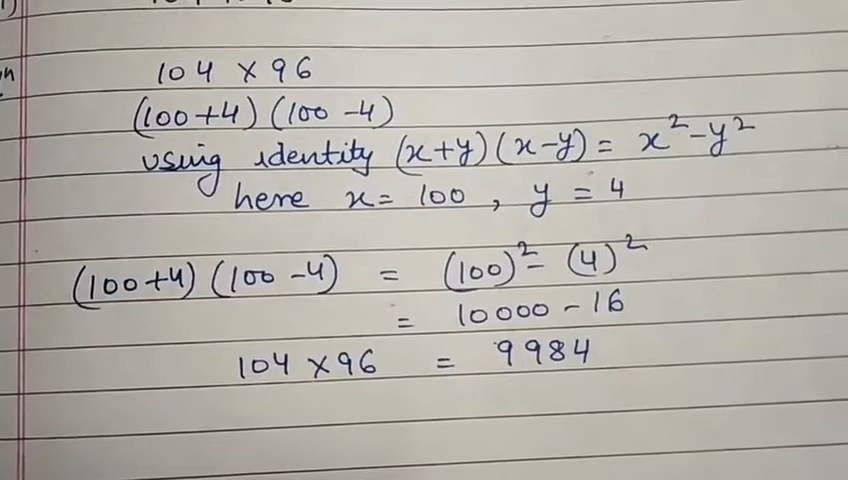 104 × 96
(100+4) (100-4)
using identity (x+y) (x-y) = x² - y²
here x = 100 , y = 4
(100+4) (100-4) = (100)² - (4)²
= 10000 - 16
104 × 96 = 9984